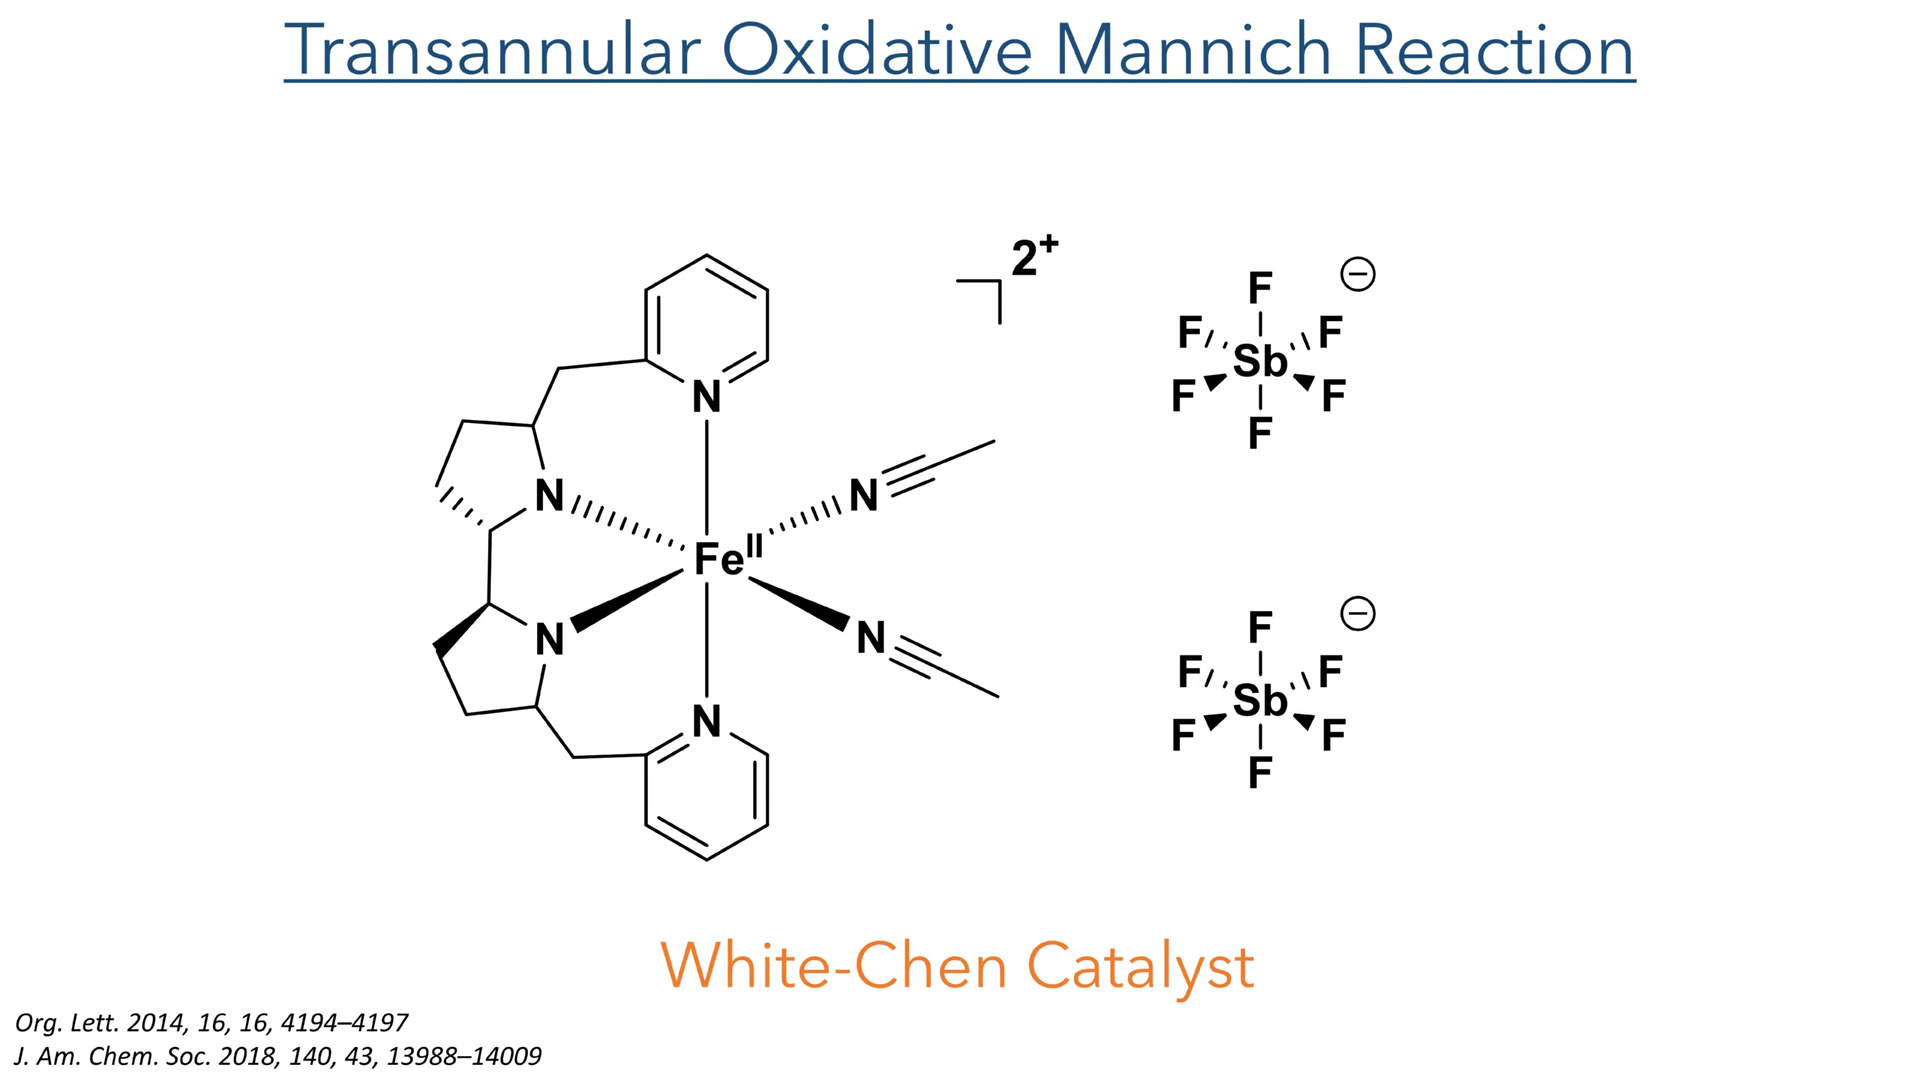 Transannular Oxidative Mannich Reaction
2+
N
N
N
Fe II
N
N
N
F
F
F
Sb
F
F
F
⊖
F
F
F
Sb
F
F
F
⊖
White-Chen Catalyst
Org. Lett. 2014, 16, 16, 4194–4197
J. Am. Chem. Soc. 2018, 140, 43, 13988–14009